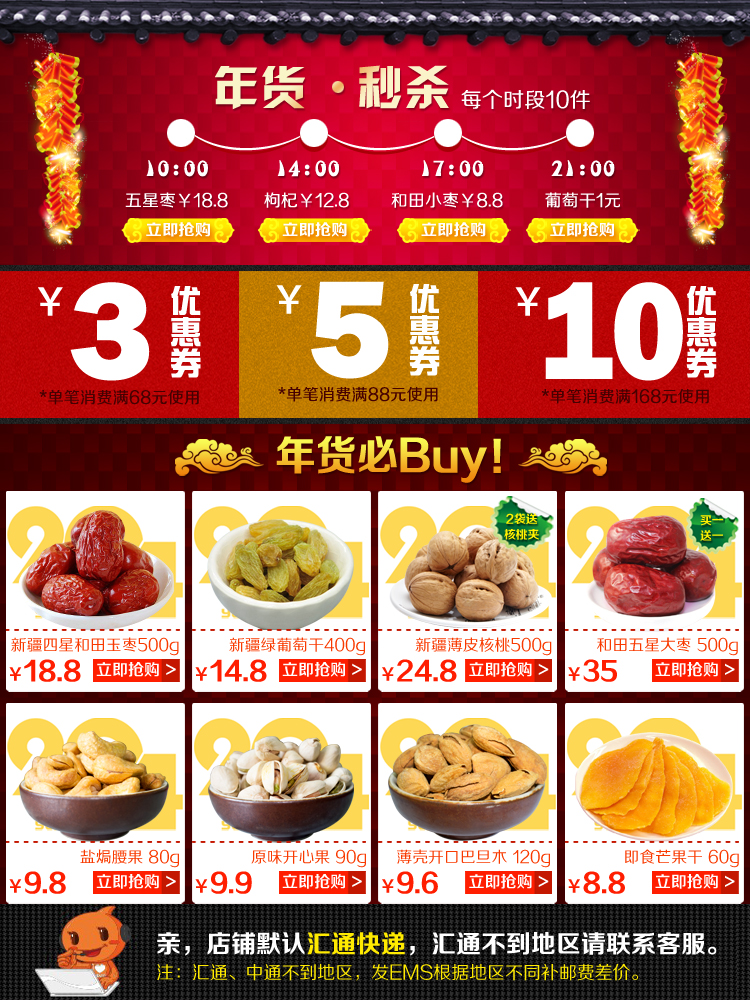 年货·秒杀 每个时段10件
10:00 14:00 17:00 21:00
五星枣￥18.8 枸杞￥12.8 和田小枣￥8.8 葡萄干1元
立即抢购 立即抢购 立即抢购 立即抢购
￥3优惠券
*单笔消费满68元使用
￥5优惠券
*单笔消费满88元使用
￥10优惠券
*单笔消费满168元使用
年货必Buy!
2袋送
核桃夹
买一
送一
新疆四星和田玉枣500g
￥18.8 立即抢购 >
新疆绿葡萄干400g
￥14.8 立即抢购 >
新疆薄皮核桃500g
￥24.8 立即抢购 >
和田五星大枣 500g
￥35 立即抢购 >
盐焗腰果 80g
￥9.8 立即抢购 >
原味开心果 90g
￥9.9 立即抢购 >
薄壳开口巴旦木 120g
￥9.6 立即抢购 >
即食芒果干 60g
￥8.8 立即抢购 >
亲，店铺默认汇通快递，汇通不到地区请联系客服。
注：汇通、中通不到地区，发EMS根据地区不同补邮费差价。